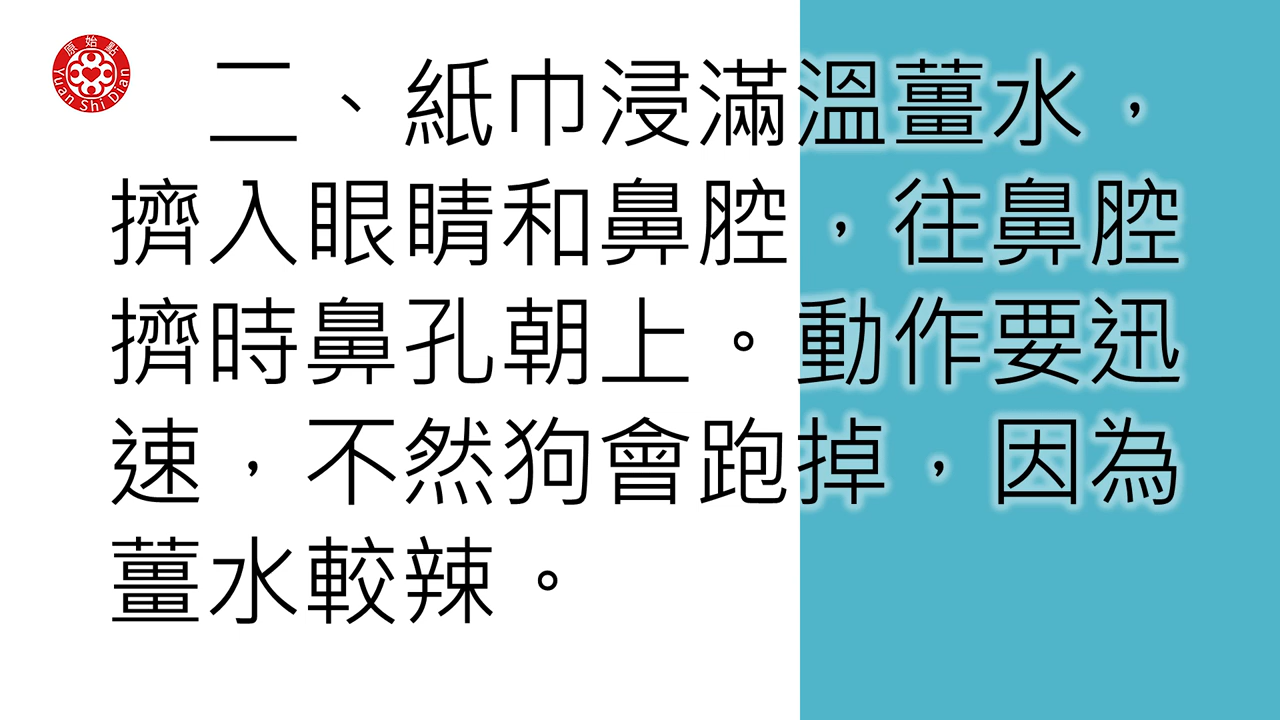 原始點
Yuan Shi Dian
二、紙巾浸滿溫薑水，
擠入眼睛和鼻腔，往鼻腔
擠時鼻孔朝上。動作要迅
速，不然狗會跑掉，因為
薑水較辣。